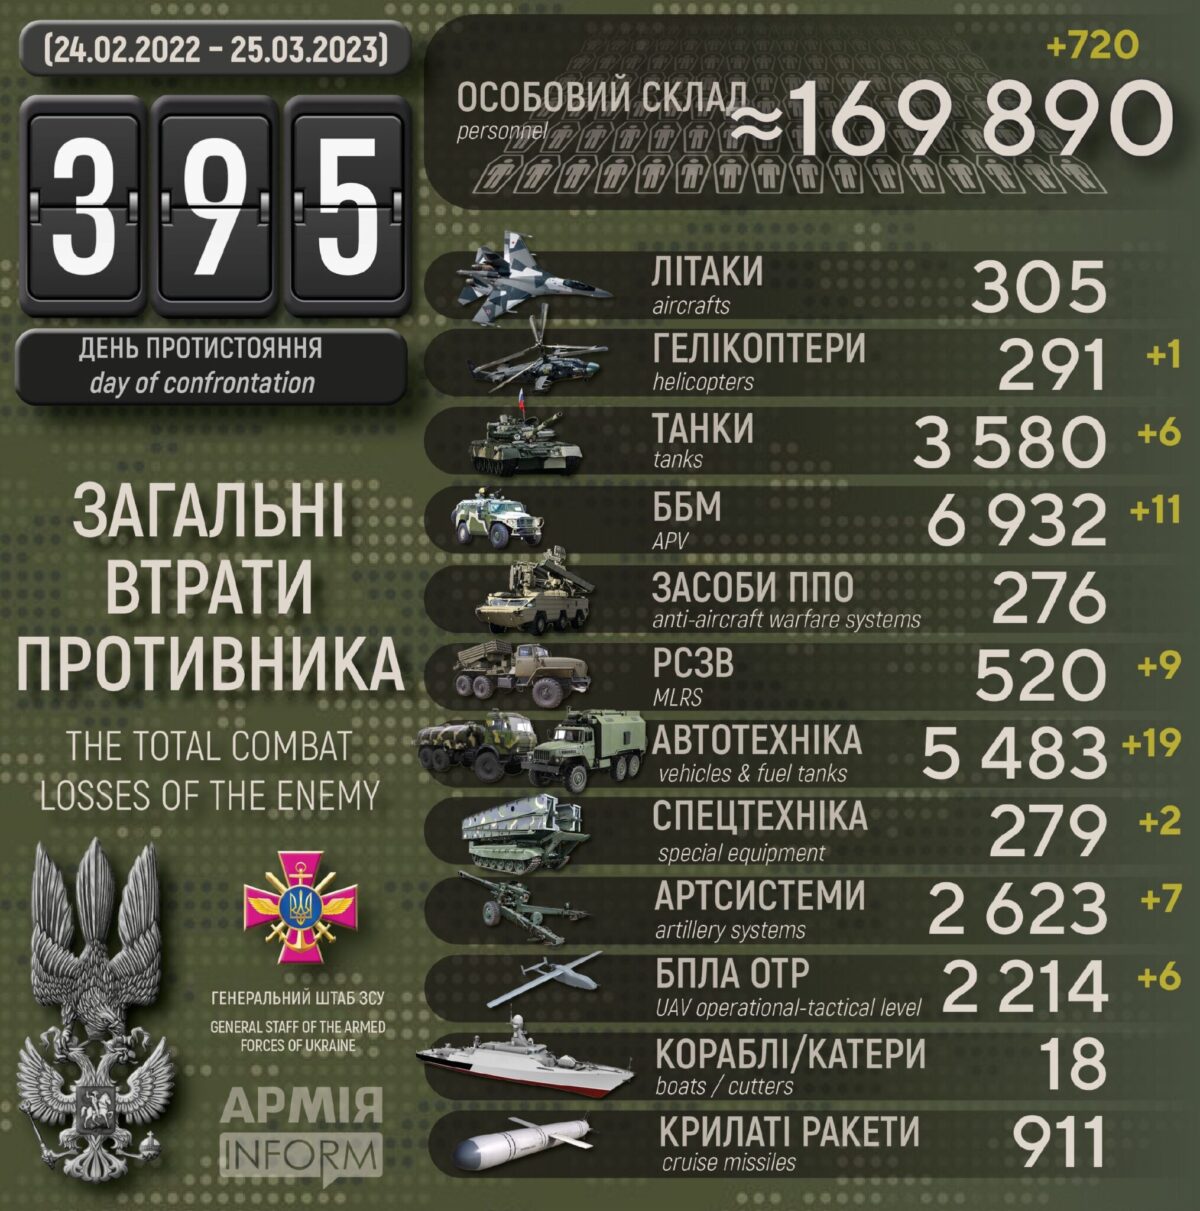 (24.02.2022 – 25.03.2023)
395
ДЕНЬ ПРОТИСТОЯННЯ
day of confrontation
ЗАГАЛЬНІ
ВТРАТИ
ПРОТИВНИКА
THE TOTAL COMBAT
LOSSES OF THE ENEMY
ГЕНЕРАЛЬНИЙ ШТАБ ЗСУ
GENERAL STAFF OF THE ARMED
FORCES OF UKRAINE
АРМІЯ
INFORM
+720
ОСОБОВИЙ СКЛАД ≈169 890
personnel
ЛІТАКИ 305
aircrafts
ГЕЛІКОПТЕРИ 291 +1
helicopters
ТАНКИ 3 580 +6
tanks
ББМ 6 932 +11
APV
ЗАСОБИ ППО 276
anti-aircraft warfare systems
РСЗВ 520 +9
MLRS
АВТОТЕХНІКА 5 483 +19
vehicles & fuel tanks
СПЕЦТЕХНІКА 279 +2
special equipment
АРТСИСТЕМИ 2 623 +7
artillery systems
БПЛА ОТР 2 214 +6
UAV operational-tactical level
КОРАБЛІ/КАТЕРИ 18
boats / cutters
КРИЛАТІ РАКЕТИ 911
cruise missiles